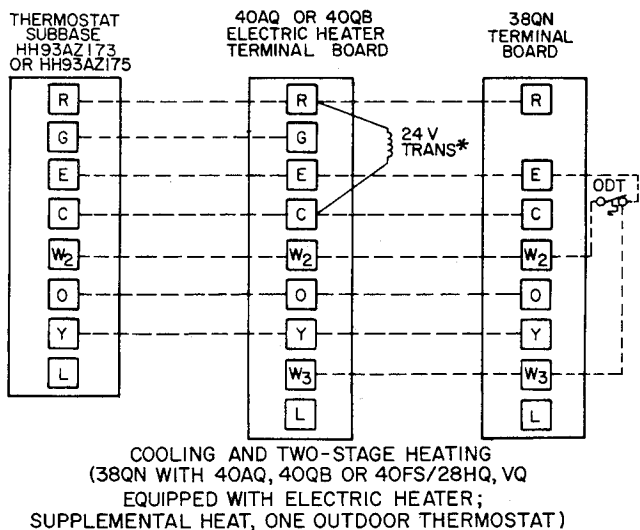 THERMOSTAT
SUBBASE
HH93AZ173
OR HH93AZ175
40AQ OR 40QB
ELECTRIC HEATER
TERMINAL BOARD
38QN
TERMINAL
BOARD
R R R
G G
24 V
TRANS*
E E E
ODT
C C C
W2 W2 W2
O O O
Y Y Y
L W3 W3
L L
COOLING AND TWO-STAGE HEATING
(38QN WITH 40AQ, 40QB OR 40FS/28HQ, VQ
EQUIPPED WITH ELECTRIC HEATER;
SUPPLEMENTAL HEAT, ONE OUTDOOR THERMOSTAT)